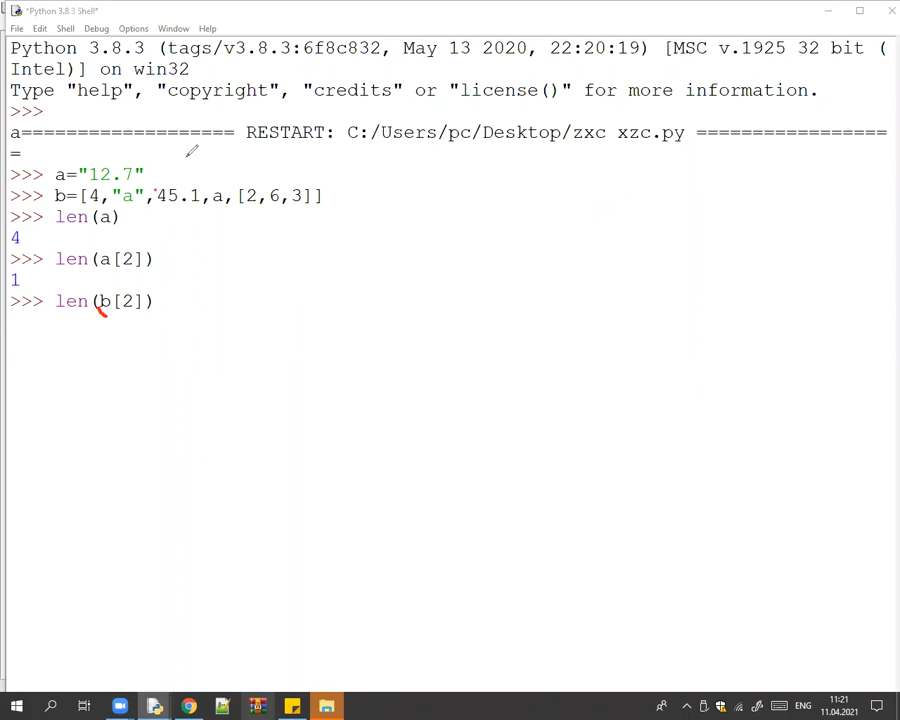 *Python 3.8.3 Shell*
File Edit Shell Debug Options Window Help
Python 3.8.3 (tags/v3.8.3:6f8c832, May 13 2020, 22:20:19) [MSC v.1925 32 bit (
Intel)] on win32
Type "help", "copyright", "credits" or "license()" for more information.
>>>
a=================== RESTART: C:/Users/pc/Desktop/zxc xzc.py =================
=
>>> a="12.7"
>>> b=[4,"a",45.1,a,[2,6,3]]
>>> len(a)
4
>>> len(a[2])
1
>>> len(b[2])
ENG
11:21
11.04.2021